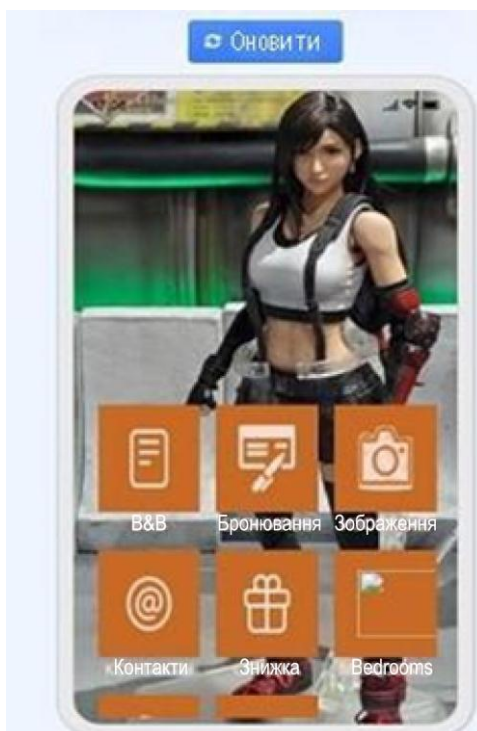 Оновити
B&B
Бронювання
Зображення
Контакти
Знижка
Bedrooms